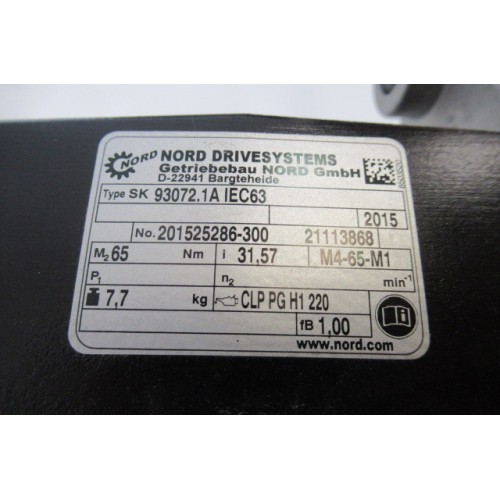 NORD NORD DRIVESYSTEMS
Getriebebau NORD GmbH
D-22941 Bargteheide
Type SK 93072.1A IEC63
2015
No. 201525286-300 21113868
M2 65 Nm i 31,57 M4-65-M1
P1 n2 min-1
7,7 kg CLP PG H1 220
fB 1,00
www.nord.com